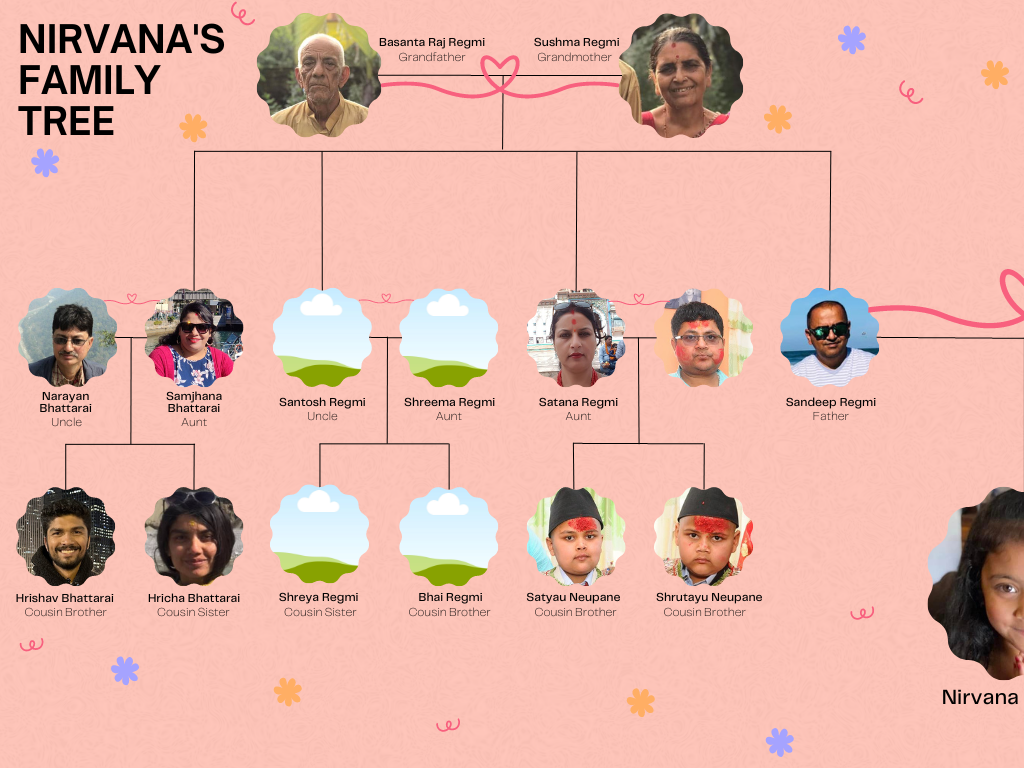 NIRVANA'S
FAMILY
TREE
Basanta Raj Regmi
Grandfather
Sushma Regmi
Grandmother
Narayan
Bhattarai
Uncle
Samjhana
Bhattarai
Aunt
Santosh Regmi
Uncle
Shreema Regmi
Aunt
Satana Regmi
Aunt
Sandeep Regmi
Father
Hrishav Bhattarai
Cousin Brother
Hricha Bhattarai
Cousin Sister
Shreya Regmi
Cousin Sister
Bhai Regmi
Cousin Brother
Satyau Neupane
Cousin Brother
Shrutayu Neupane
Cousin Brother
Nirvana